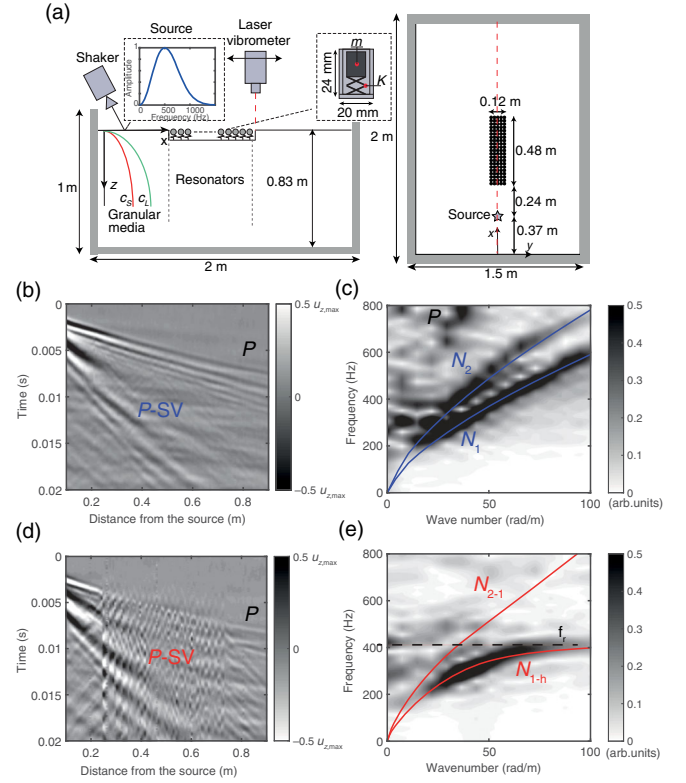 (a)
Source
Shaker
Amplitude
1
0.5
0
0 500 1000
Frequency (Hz)
Laser
vibrometer
m
24 mm
K
20 mm
x
z
c_S c_L
Granular
media
Resonators
0.83 m
1 m
2 m
2 m
0.12 m
0.48 m
0.24 m
Source
0.37 m
x
y
1.5 m
(b)
0
0.005
0.01
0.015
0.02
Time (s)
P
P-SV
0.2 0.4 0.6 0.8
Distance from the source (m)
0.5 u_z,max
0
−0.5 u_z,max
(c)
800
600
400
200
0
Frequency (Hz)
P
N_2
N_1
0 50 100
Wave number (rad/m)
0.5
0.4
0.3
0.2
0.1
0
(arb.units)
(d)
0
0.005
0.01
0.015
0.02
Time (s)
P
P-SV
0.2 0.4 0.6 0.8
Distance from the source (m)
0.5 u_z,max
0
−0.5 u_z,max
(e)
800
600
400
200
0
Frequency (Hz)
N_2-1
f_r
N_1-h
0 50 100
Wavenumber (rad/m)
0.5
0.4
0.3
0.2
0.1
0
(arb.units)